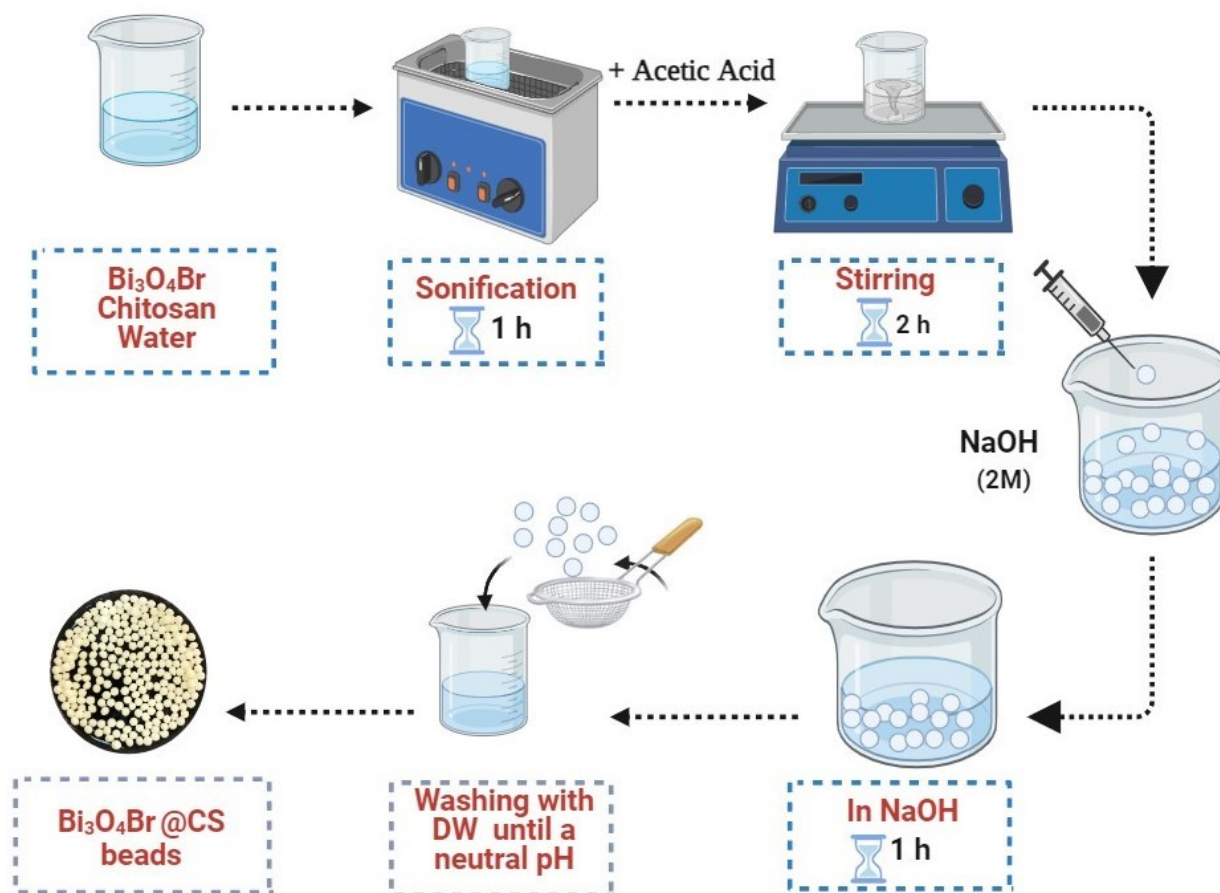 + Acetic Acid
Bi₃O₄Br
Chitosan
Water
Sonification
1 h
Stirring
2 h
NaOH
(2M)
In NaOH
1 h
Washing with
DW until a
neutral pH
Bi₃O₄Br@CS
beads